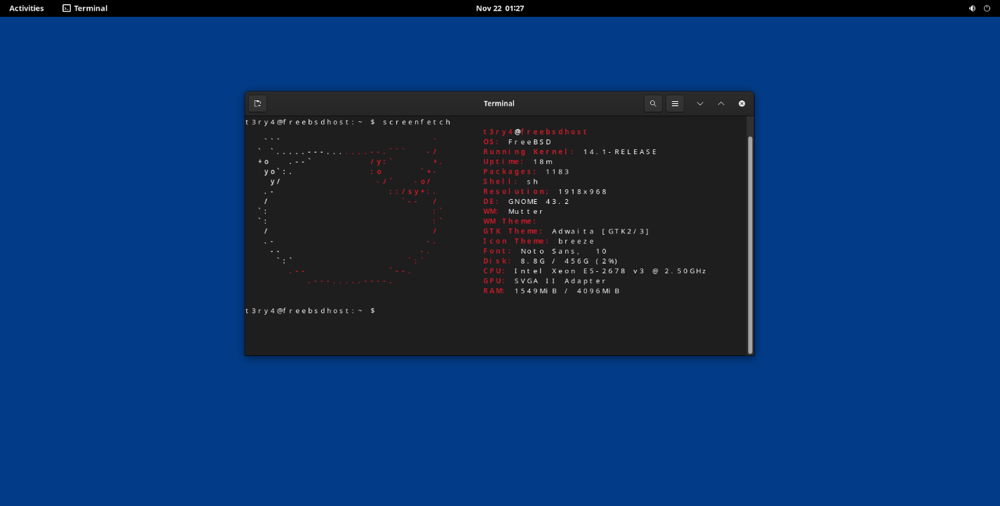 Activities Terminal Nov 22 01:27
Terminal
t3ry4@freebsdhost:~ $ screenfetch
t3ry4@freebsdhost
OS: FreeBSD
Running Kernel: 14.1-RELEASE
Uptime: 18m
Packages: 1183
Shell: sh
Resolution: 1918x968
DE: GNOME 43.2
WM: Mutter
WM Theme:
GTK Theme: Adwaita [GTK2/3]
Icon Theme: breeze
Font: Noto Sans, 10
Disk: 8.8G / 456G (2%)
CPU: Intel Xeon E5-2678 v3 @ 2.50GHz
GPU: SVGA II Adapter
RAM: 1549MiB / 4096MiB
t3ry4@freebsdhost:~ $